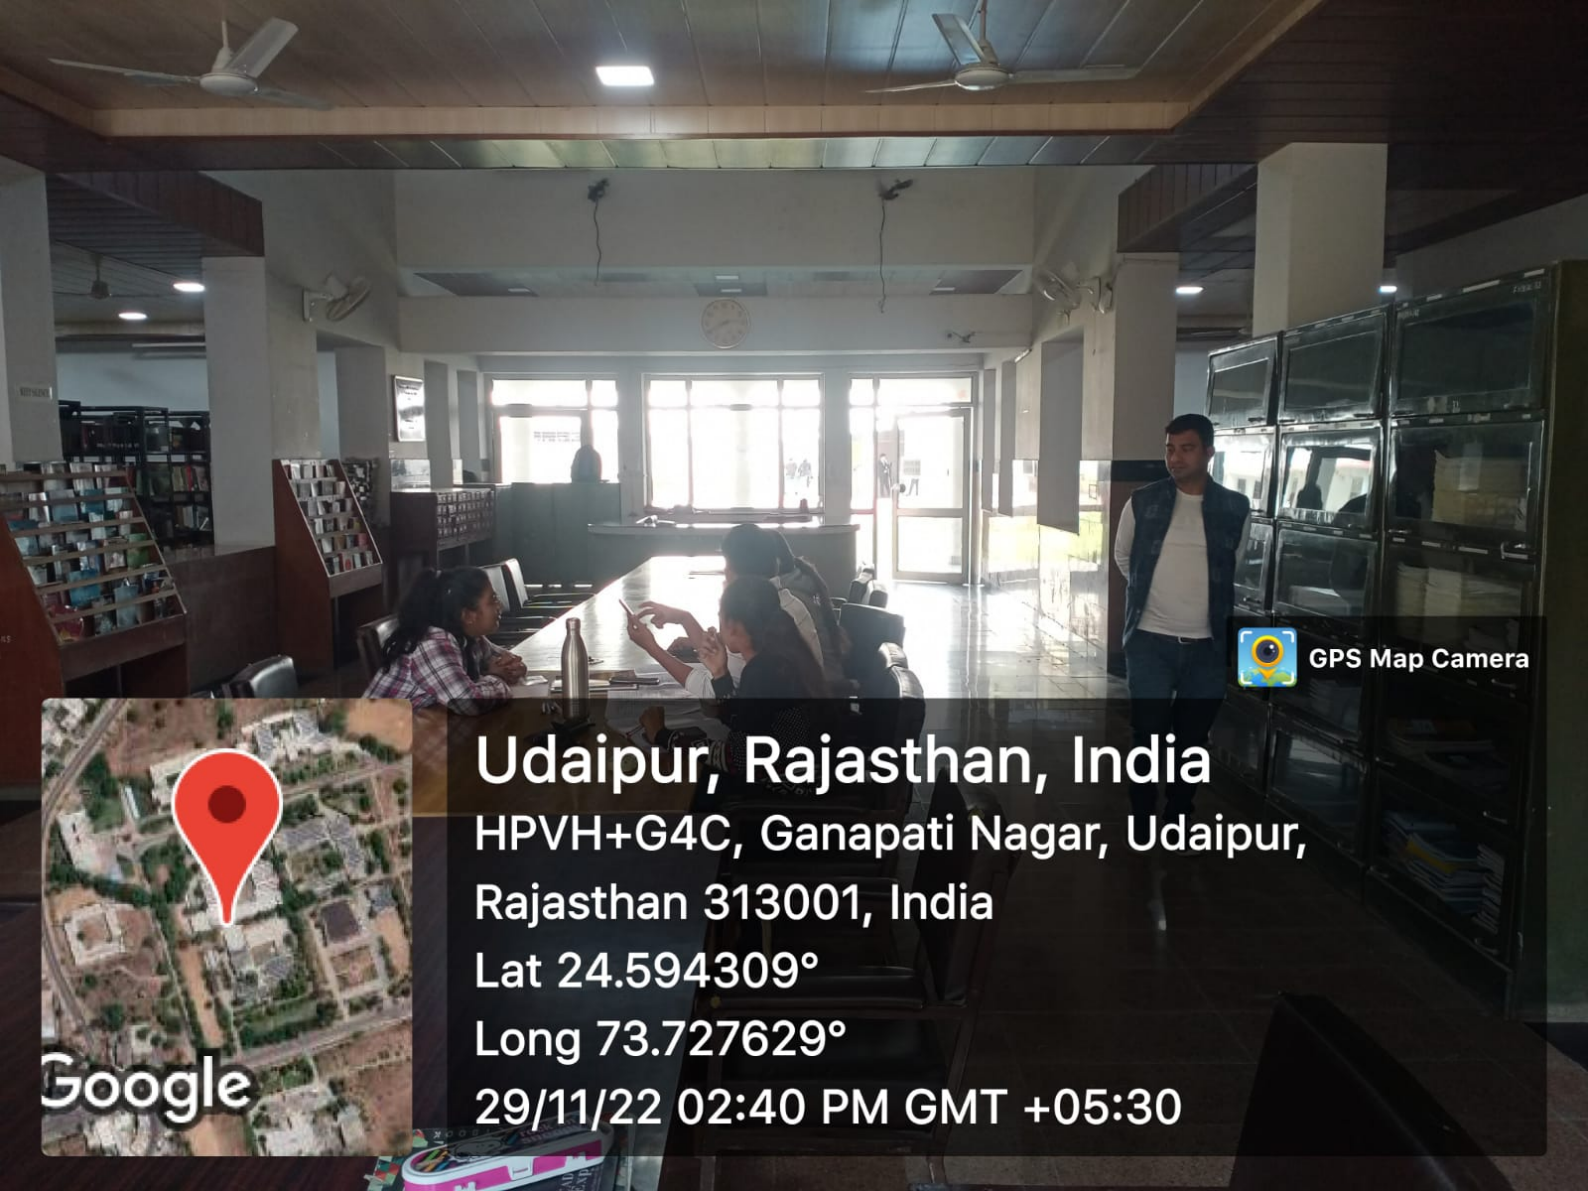 GPS Map Camera
Udaipur, Rajasthan, India
HPVH+G4C, Ganapati Nagar, Udaipur,
Rajasthan 313001, India
Lat 24.594309°
Long 73.727629°
29/11/22 02:40 PM GMT +05:30
Google